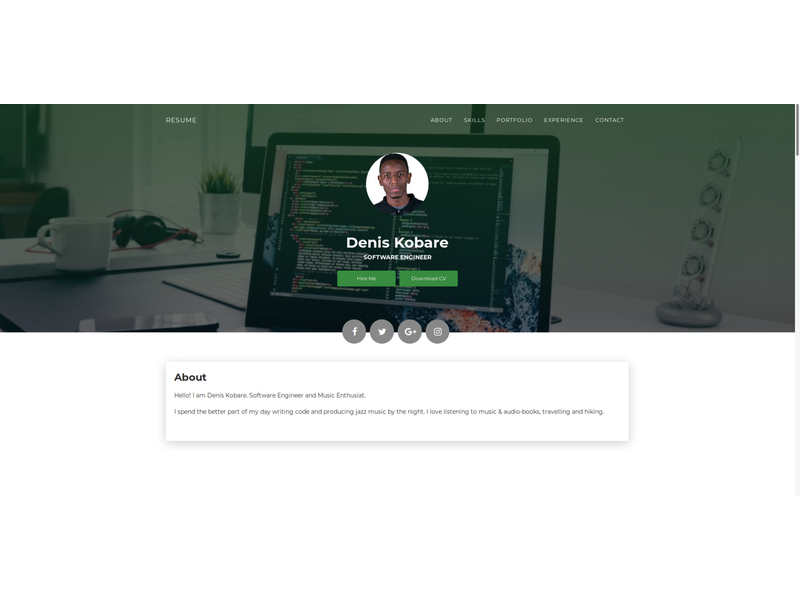 RESUME
ABOUT SKILLS PORTFOLIO EXPERIENCE CONTACT
Denis Kobare
SOFTWARE ENGINEER
Hire Me Download CV
About
Hello! I am Denis Kobare. Software Engineer and Music Enthusiat.
I spend the better part of my day writing code and producing jazz music by the night. I love listening to music & audio-books, travelling and hiking.